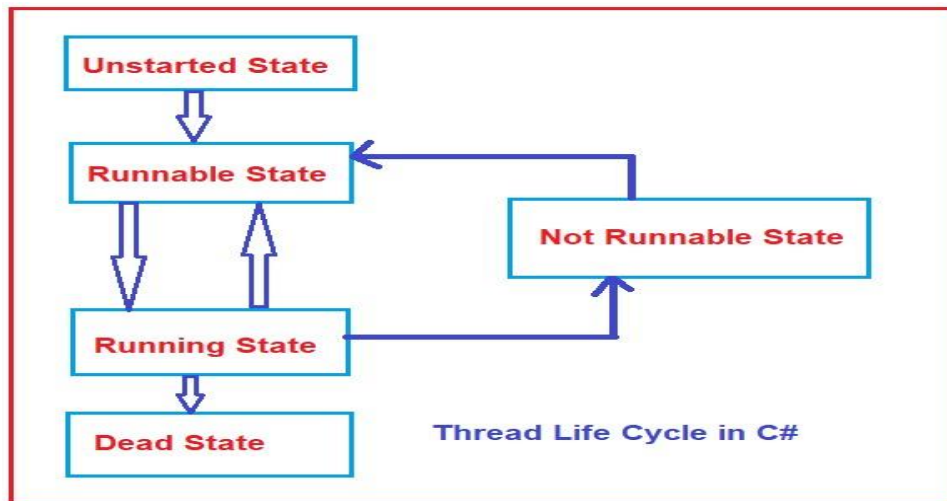 Unstarted State
Runnable State
Not Runnable State
Running State
Dead State
Thread Life Cycle in C#